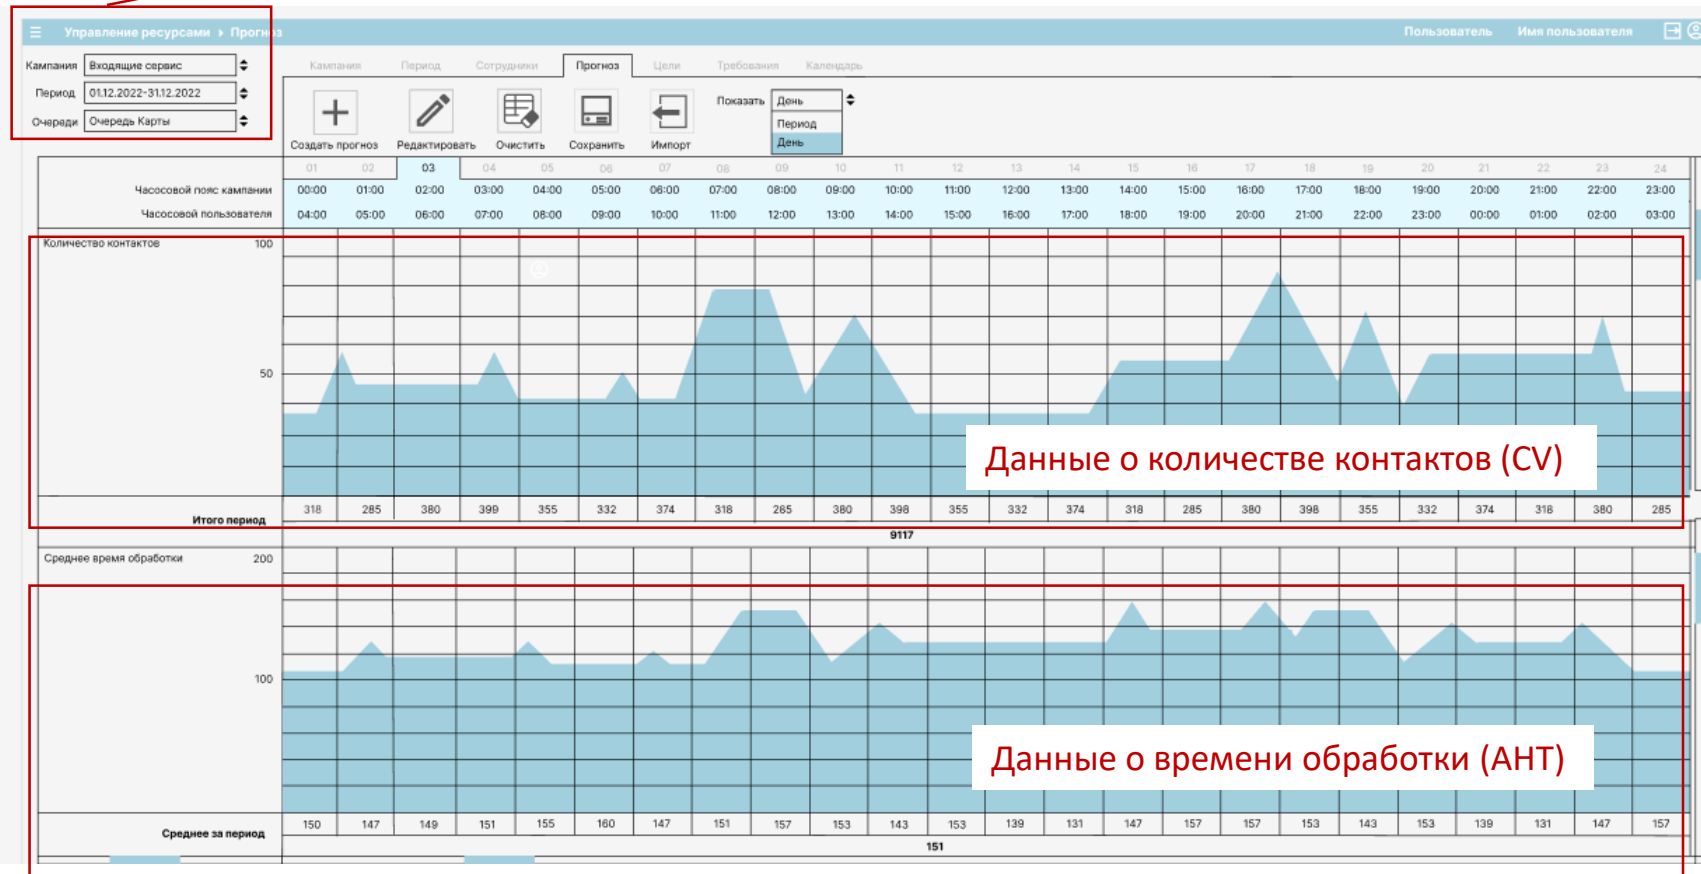 Управление ресурсами ▸ Прогноз Пользователь Имя пользователя
Кампания Входящие сервис
Период 01.12.2022-31.12.2022
Очереди Очередь Карты
Кампания Период Сотрудники Прогноз Цели Требования Календарь
Создать прогноз Редактировать Очистить Сохранить Импорт
Показать День
Период
День
01 02 03 04 05 06 07 08 09 10 11 12 13 14 15 16 17 18 19 20 21 22 23 24
Часосовой пояс кампании 00:00 01:00 02:00 03:00 04:00 05:00 06:00 07:00 08:00 09:00 10:00 11:00 12:00 13:00 14:00 15:00 16:00 17:00 18:00 19:00 20:00 21:00 22:00 23:00
Часосовой пользователя 04:00 05:00 06:00 07:00 08:00 09:00 10:00 11:00 12:00 13:00 14:00 15:00 16:00 17:00 18:00 19:00 20:00 21:00 22:00 23:00 00:00 01:00 02:00 03:00
Количество контактов 100
50
Данные о количестве контактов (CV)
Итого период 318 285 380 399 355 332 374 318 285 380 398 355 332 374 318 285 380 398 355 332 374 318 380 285
9117
Среднее время обработки 200
100
Данные о времени обработки (AHT)
Среднее за период 150 147 149 151 155 160 147 151 157 153 143 153 139 131 147 157 157 153 143 153 139 131 147 157
151